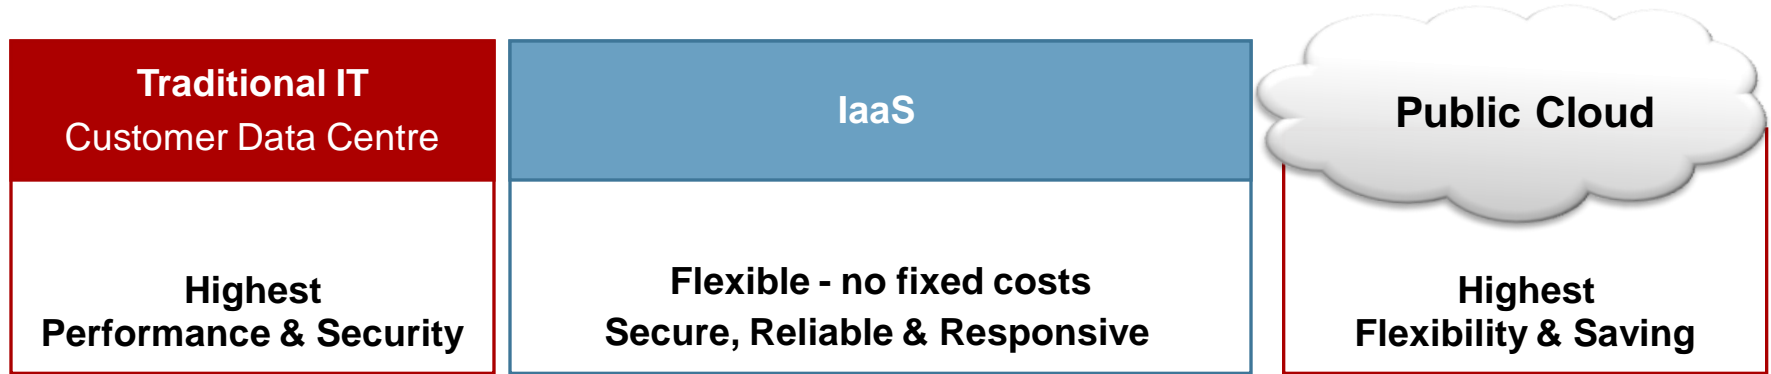 Traditional IT
Customer Data Centre
Highest
Performance & Security
IaaS
Flexible - no fixed costs
Secure, Reliable & Responsive
Public Cloud
Highest
Flexibility & Saving